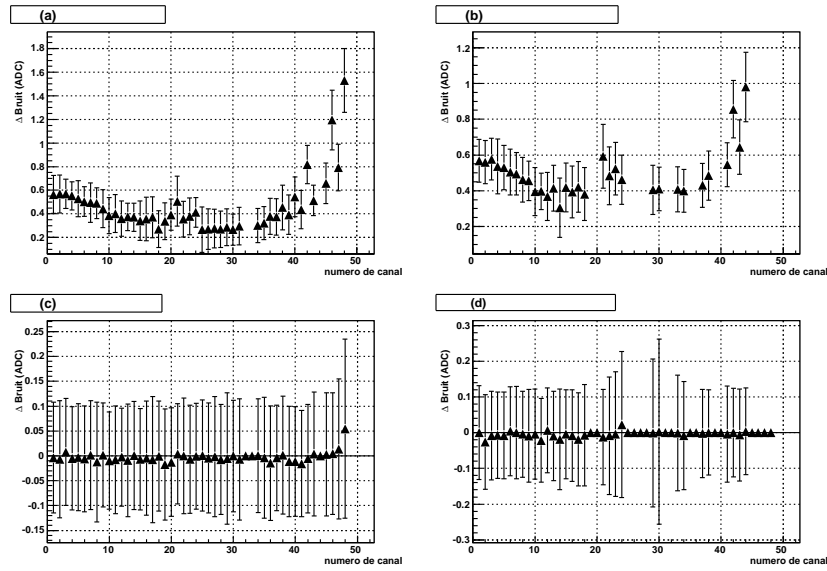 (a)
Δ Bruit (ADC)
1.8
1.6
1.4
1.2
1
0.8
0.6
0.4
0.2
0 10 20 30 40 50
numero de canal
(b)
Δ Bruit (ADC)
1.2
1
0.8
0.6
0.4
0.2
0 10 20 30 40 50
numero de canal
(c)
Δ Bruit (ADC)
0.25
0.2
0.15
0.1
0.05
0
-0.05
-0.1
-0.15
0 10 20 30 40 50
numero de canal
(d)
Δ Bruit (ADC)
0.3
0.2
0.1
0
-0.1
-0.2
-0.3
0 10 20 30 40 50
numero de canal